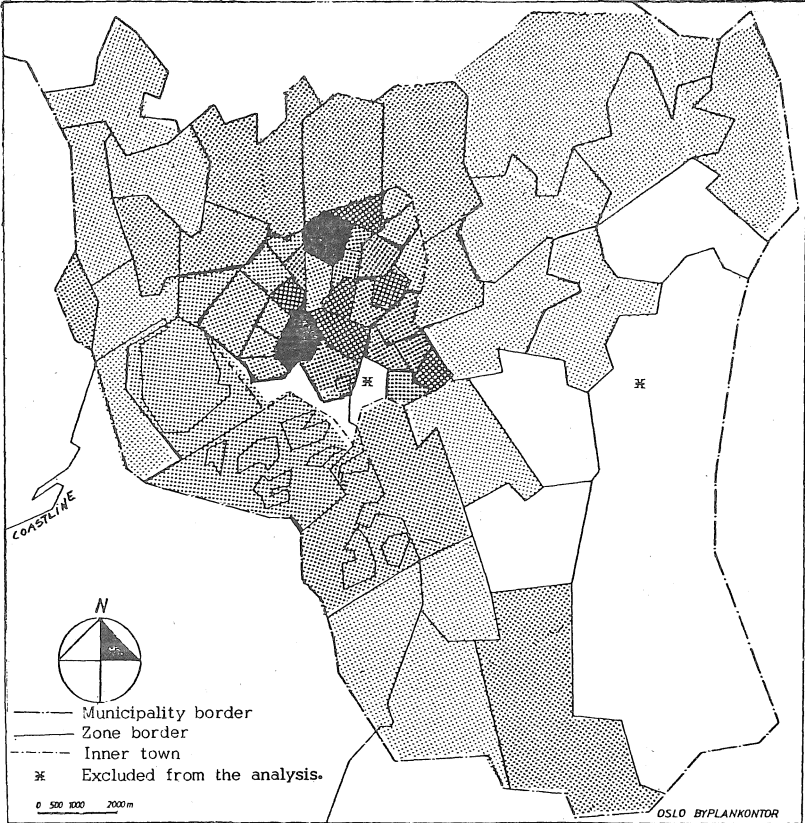 COASTLINE
N
Municipality border
Zone border
Inner town
Excluded from the analysis.
0 500 1000 2000 m
OSLO BYPLANKONTOR